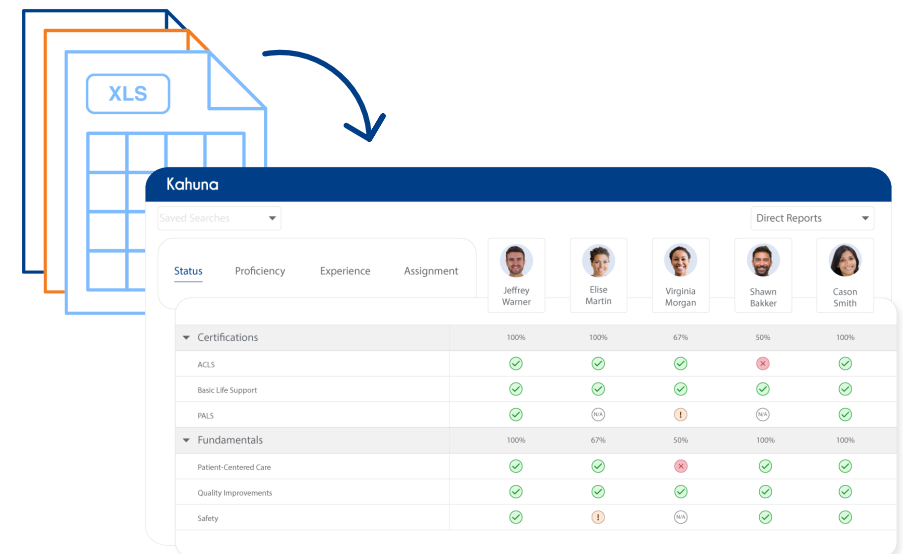 XLS
Kahuna
Saved Searches
Direct Reports
Status Proficiency Experience Assignment
Jeffrey Warner
Elise Martin
Virginia Morgan
Shawn Bakker
Cason Smith
Certifications 100% 100% 67% 50% 100%
ACLS
Basic Life Support
PALS N/A ! N/A
Fundamentals 100% 67% 50% 100% 100%
Patient-Centered Care
Quality Improvements
Safety ! N/A